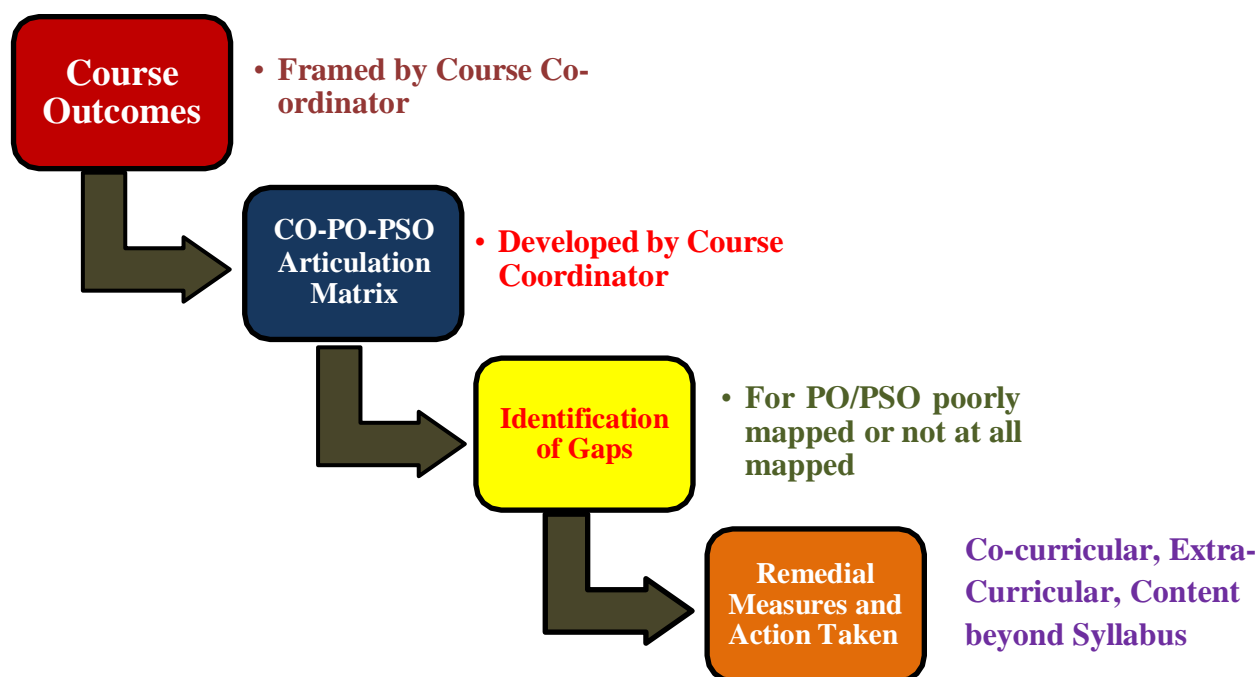 Course
Outcomes
• Framed by Course Co-
ordinator
CO-PO-PSO
Articulation
Matrix
• Developed by Course
Coordinator
Identification
of Gaps
• For PO/PSO poorly
mapped or not at all
mapped
Remedial
Measures and
Action Taken
Co-curricular, Extra-
Curricular, Content
beyond Syllabus